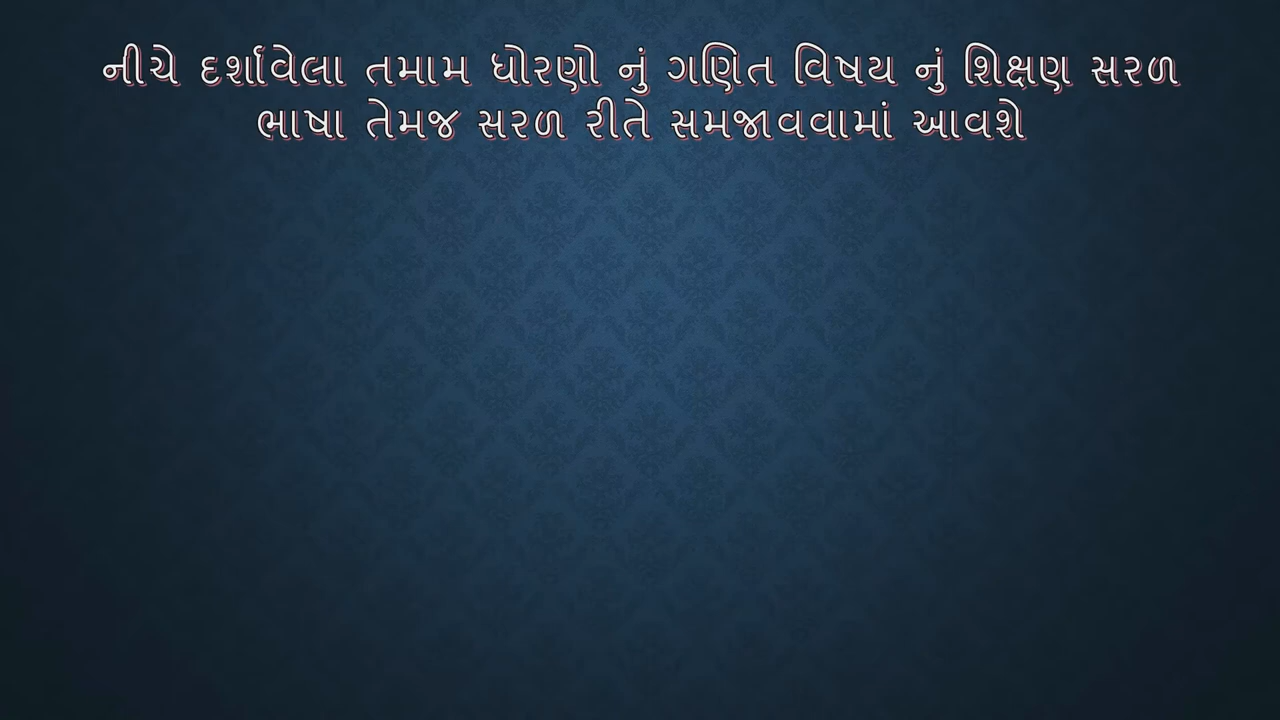 નીચે દર્શાવેલા તમામ ધોરણો નું ગણિત વિષય નું શિક્ષણ સરળ
ભાષા તેમજ સરળ રીતે સમજાવવામાં આવશે